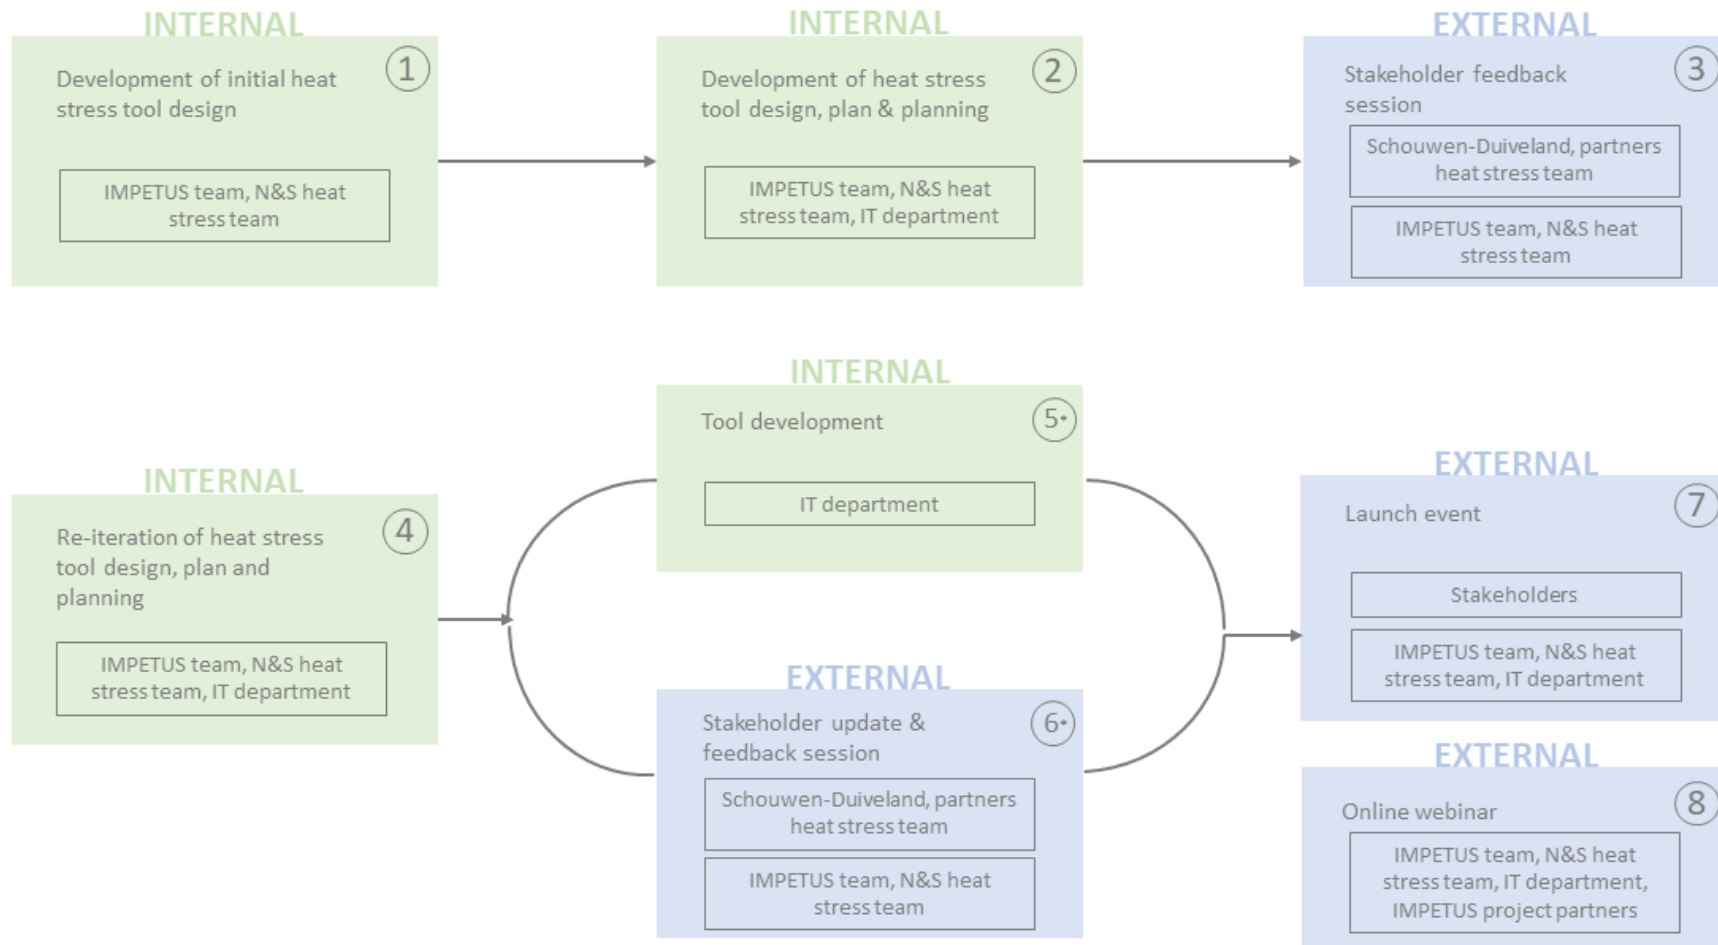 INTERNAL
1
Development of initial heat
stress tool design
IMPETUS team, N&S heat
stress team
INTERNAL
2
Development of heat stress
tool design, plan & planning
IMPETUS team, N&S heat
stress team, IT department
EXTERNAL
3
Stakeholder feedback
session
Schouwen-Duiveland, partners
heat stress team
IMPETUS team, N&S heat
stress team
INTERNAL
4
Re-iteration of heat stress
tool design, plan and
planning
IMPETUS team, N&S heat
stress team, IT department
INTERNAL
5*
Tool development
IT department
EXTERNAL
6*
Stakeholder update &
feedback session
Schouwen-Duiveland, partners
heat stress team
IMPETUS team, N&S heat
stress team
EXTERNAL
7
Launch event
Stakeholders
IMPETUS team, N&S heat
stress team, IT department
EXTERNAL
8
Online webinar
IMPETUS team, N&S heat
stress team, IT department,
IMPETUS project partners